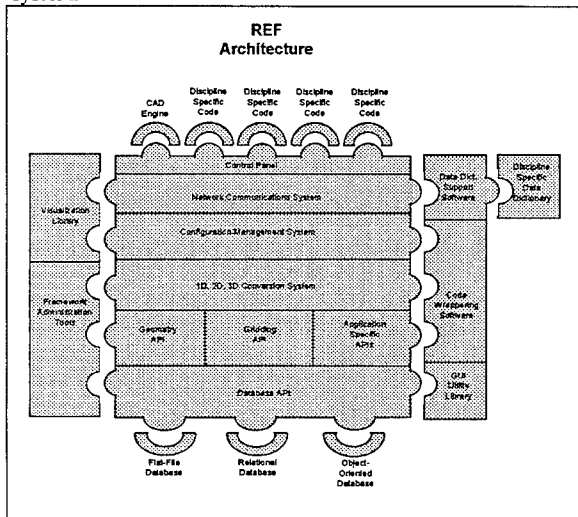 REF
Architecture
CAD
Engine
Discipline
Specific
Code
Discipline
Specific
Code
Discipline
Specific
Code
Discipline
Specific
Code
Control Panel
Network Communications System
Configuration Management System
1D, 2D, 3D Conversion System
Geometry
API
Gridding
API
Application
Specific
APIs
Database APIs
Visualization
Library
Framework
Administration
Tools
Data Dict.
Support
Software
Discipline
Specific
Data
Dictionary
Code
Wrappering
Software
GUI
Utility
Library
Flat-File
Database
Relational
Database
Object-
Oriented
Database